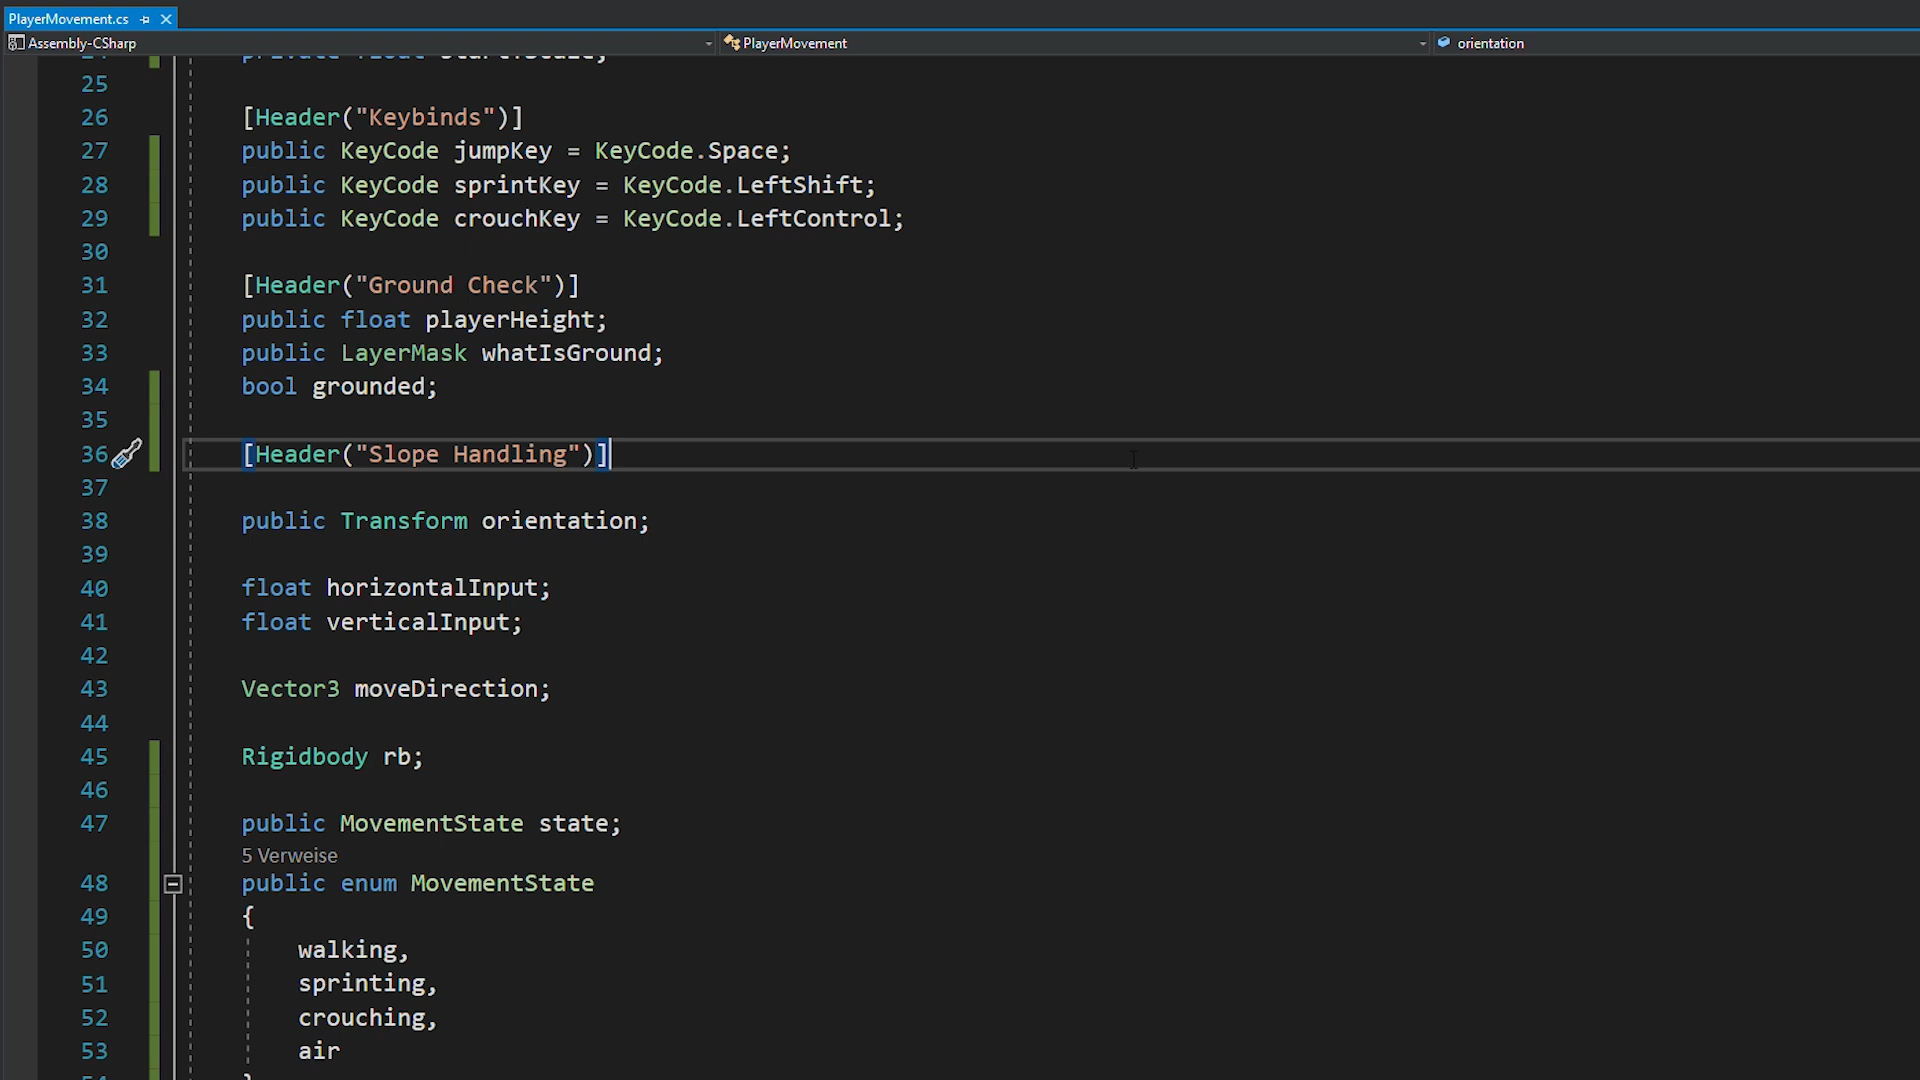 PlayerMovement.cs
Assembly-CSharp PlayerMovement orientation
25
26 [Header("Keybinds")]
27 public KeyCode jumpKey = KeyCode.Space;
28 public KeyCode sprintKey = KeyCode.LeftShift;
29 public KeyCode crouchKey = KeyCode.LeftControl;
30
31 [Header("Ground Check")]
32 public float playerHeight;
33 public LayerMask whatIsGround;
34 bool grounded;
35
36 [Header("Slope Handling")]
37
38 public Transform orientation;
39
40 float horizontalInput;
41 float verticalInput;
42
43 Vector3 moveDirection;
44
45 Rigidbody rb;
46
47 public MovementState state;
5 Verweise
48 public enum MovementState
49 {
50 walking,
51 sprinting,
52 crouching,
53 air